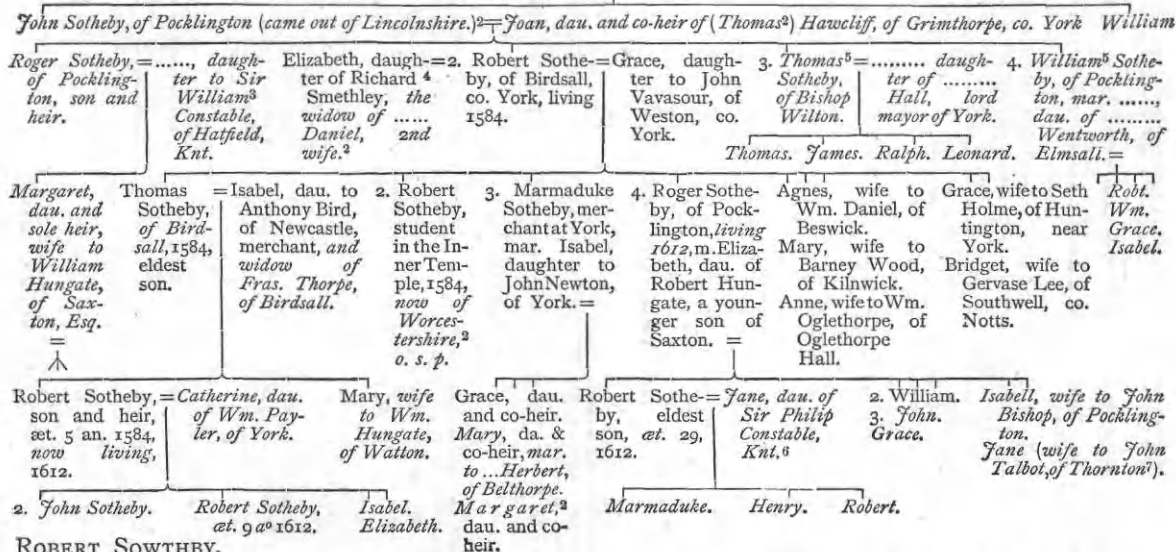 John Sotheby, of Pocklington (came out of Lincolnshire.)²=Joan, dau. and co-heir of (Thomas²) Hawcliff, of Grimthorpe, co. York William
Roger Sotheby,
of Pockling-
ton, son and
heir.
=......, daugh-
ter to Sir
William³
Constable,
of Hatfield,
Knt.
Elizabeth, daugh-
ter of Richard ⁴
Smethley, the
widow of ......
Daniel, 2nd
wife.²
=2. Robert Sothe-
by, of Birdsall,
co. York, living
1584.
=Grace, daugh-
ter to John
Vavasour, of
Weston, co.
York.
3. Thomas⁵
Sotheby,
of Bishop
Wilton.
=......... daugh-
ter of .........
Hall, lord
mayor of York.
4. William⁵ Sothe-
by, of Pockling-
ton, mar. ......,
dau. of .........
Wentworth, of
Elmsall.=
Thomas. James. Ralph. Leonard.
Margaret,
dau. and
sole heir,
wife to
William
Hungate,
of Sax-
ton, Esq.
=
Thomas
Sotheby,
of Bird-
sall, 1584,
eldest
son.
=Isabel, dau. to
Anthony Bird,
of Newcastle,
merchant, and
widow of
Fras. Thorpe,
of Birdsall.
2. Robert
Sotheby,
student
in the In-
ner Tem-
ple, 1584,
now of
Worces-
tershire,²
o. s. p.
3. Marmaduke
Sotheby, mer-
chant at York,
mar. Isabel,
daughter to
John Newton,
of York.=
4. Roger Sothe-
by, of Pock-
lington, living
1612, m. Eliza-
beth, dau. of
Robert Hun-
gate, a youn-
ger son of
Saxton. =
Agnes, wife to
Wm. Daniel, of
Beswick.
Mary, wife to
Barney Wood,
of Kilnwick.
Anne, wife to Wm.
Oglethorpe, of
Oglethorpe
Hall.
Grace, wife to Seth
Holme, of Hun-
tington, near
York.
Bridget, wife to
Gervase Lee, of
Southwell, co.
Notts.
Robt.
Wm.
Grace.
Isabel.
Robert Sotheby,
son and heir,
æt. 5 an. 1584,
now living,
1612.
=Catherine, dau.
of Wm. Pay-
ler, of York.
Mary, wife
to Wm.
Hungate,
of Watton.
Grace, dau.
and co-heir.
Mary, da. &
co-heir, mar.
to ...Herbert,
of Belthorpe.
Margaret,²
dau. and co-
heir.
Robert Sothe-
by, eldest
son, æt. 29,
1612.
=Jane, dau. of
Sir Philip
Constable,
Knt.⁶
2. William.
3. John.
Grace.
Isabell, wife to John
Bishop, of Pockling-
ton.
Jane (wife to John
Talbot, of Thornton⁷).
2. John Sotheby.
Robert Sotheby,
æt. 9 aº 1612.
Isabel.
Elizabeth.
Marmaduke. Henry. Robert.
ROBERT SOWTHBY.